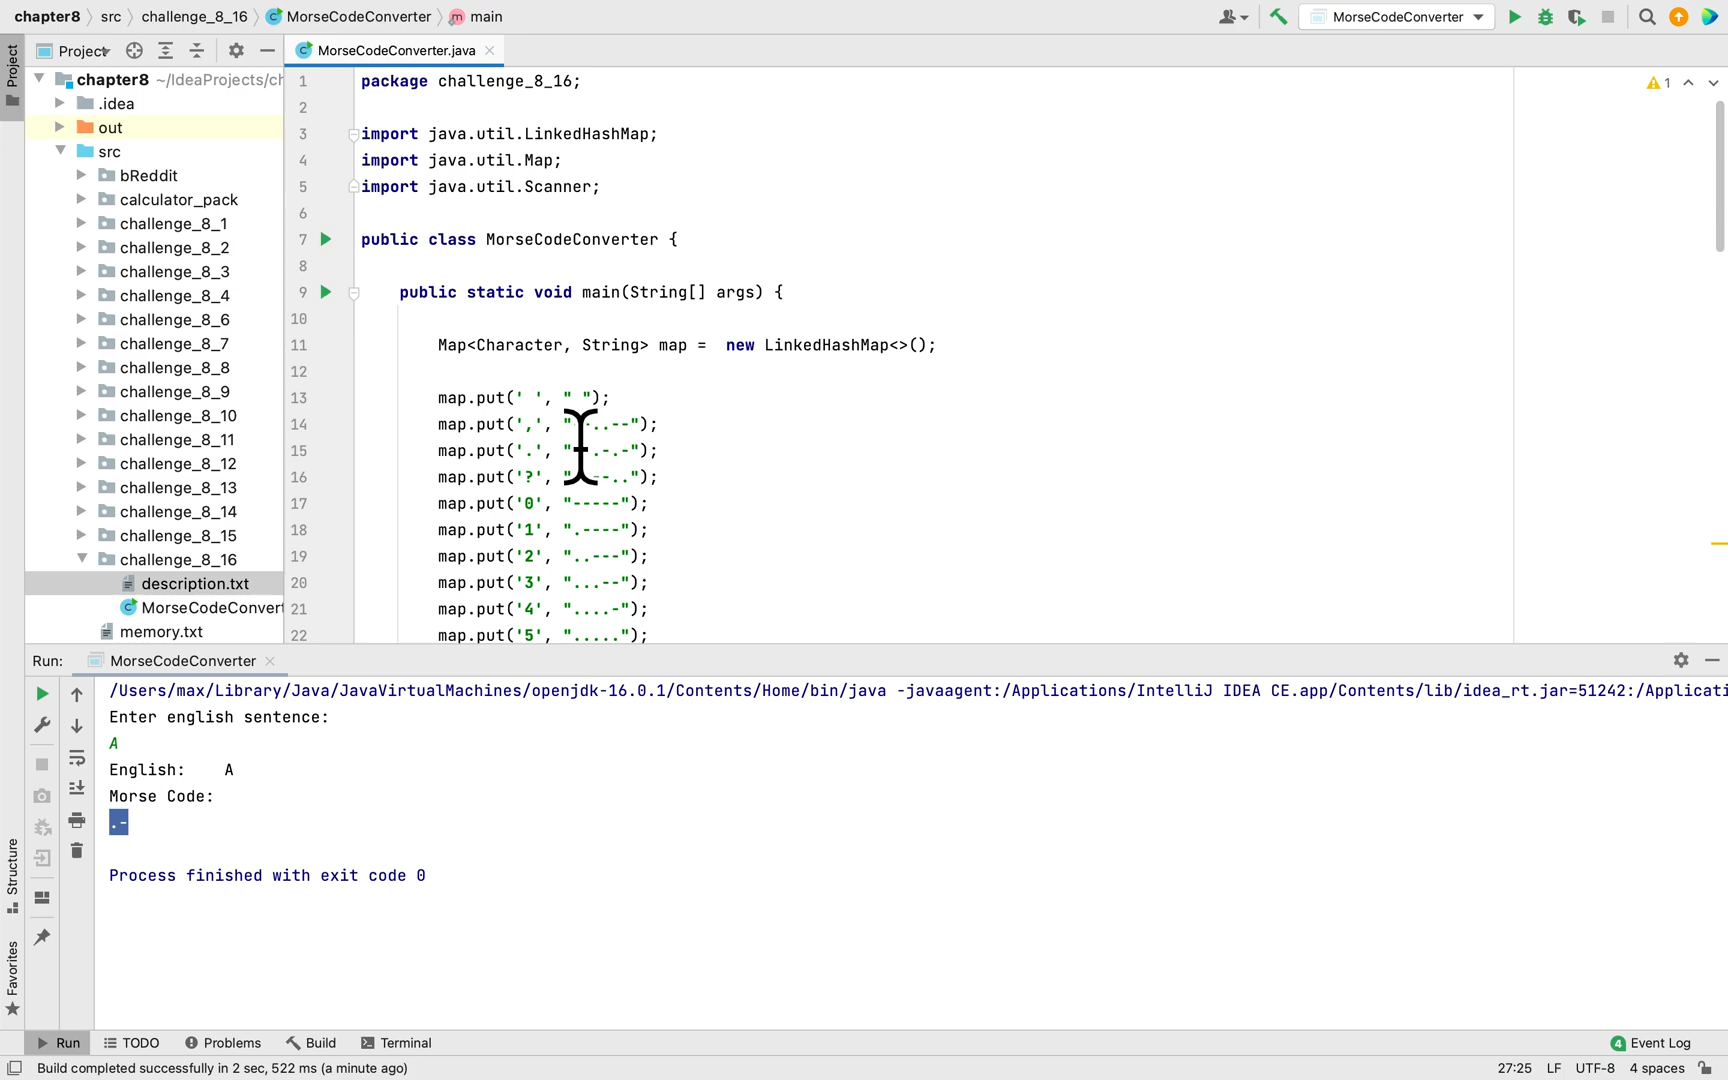 chapter8 src challenge_8_16 MorseCodeConverter main MorseCodeConverter
Project MorseCodeConverter.java
Project
chapter8 ~/IdeaProjects/ch
.idea
out
src
bReddit
calculator_pack
challenge_8_1
challenge_8_2
challenge_8_3
challenge_8_4
challenge_8_6
challenge_8_7
challenge_8_8
challenge_8_9
challenge_8_10
challenge_8_11
challenge_8_12
challenge_8_13
challenge_8_14
challenge_8_15
challenge_8_16
description.txt
MorseCodeConvert
memory.txt
1 package challenge_8_16; 1
2
3 import java.util.LinkedHashMap;
4 import java.util.Map;
5 import java.util.Scanner;
6
7 public class MorseCodeConverter {
8
9 public static void main(String[] args) {
10
11 Map<Character, String> map =  new LinkedHashMap<>();
12
13 map.put(' ', " ");
14 map.put(',', "..--");
15 map.put('.', ".-.-");
16 map.put('?', "--..");
17 map.put('0', "-----");
18 map.put('1', ".----");
19 map.put('2', "..---");
20 map.put('3', "...--");
21 map.put('4', "....-");
22 map.put('5', ".....");
Run: MorseCodeConverter
/Users/max/Library/Java/JavaVirtualMachines/openjdk-16.0.1/Contents/Home/bin/java -javaagent:/Applications/IntelliJ IDEA CE.app/Contents/lib/idea_rt.jar=51242:/Applicati
Enter english sentence:
A
English: A
Morse Code:
.-
Process finished with exit code 0
Structure
Favorites
Run TODO Problems Build Terminal 4 Event Log
Build completed successfully in 2 sec, 522 ms (a minute ago) 27:25 LF UTF-8 4 spaces